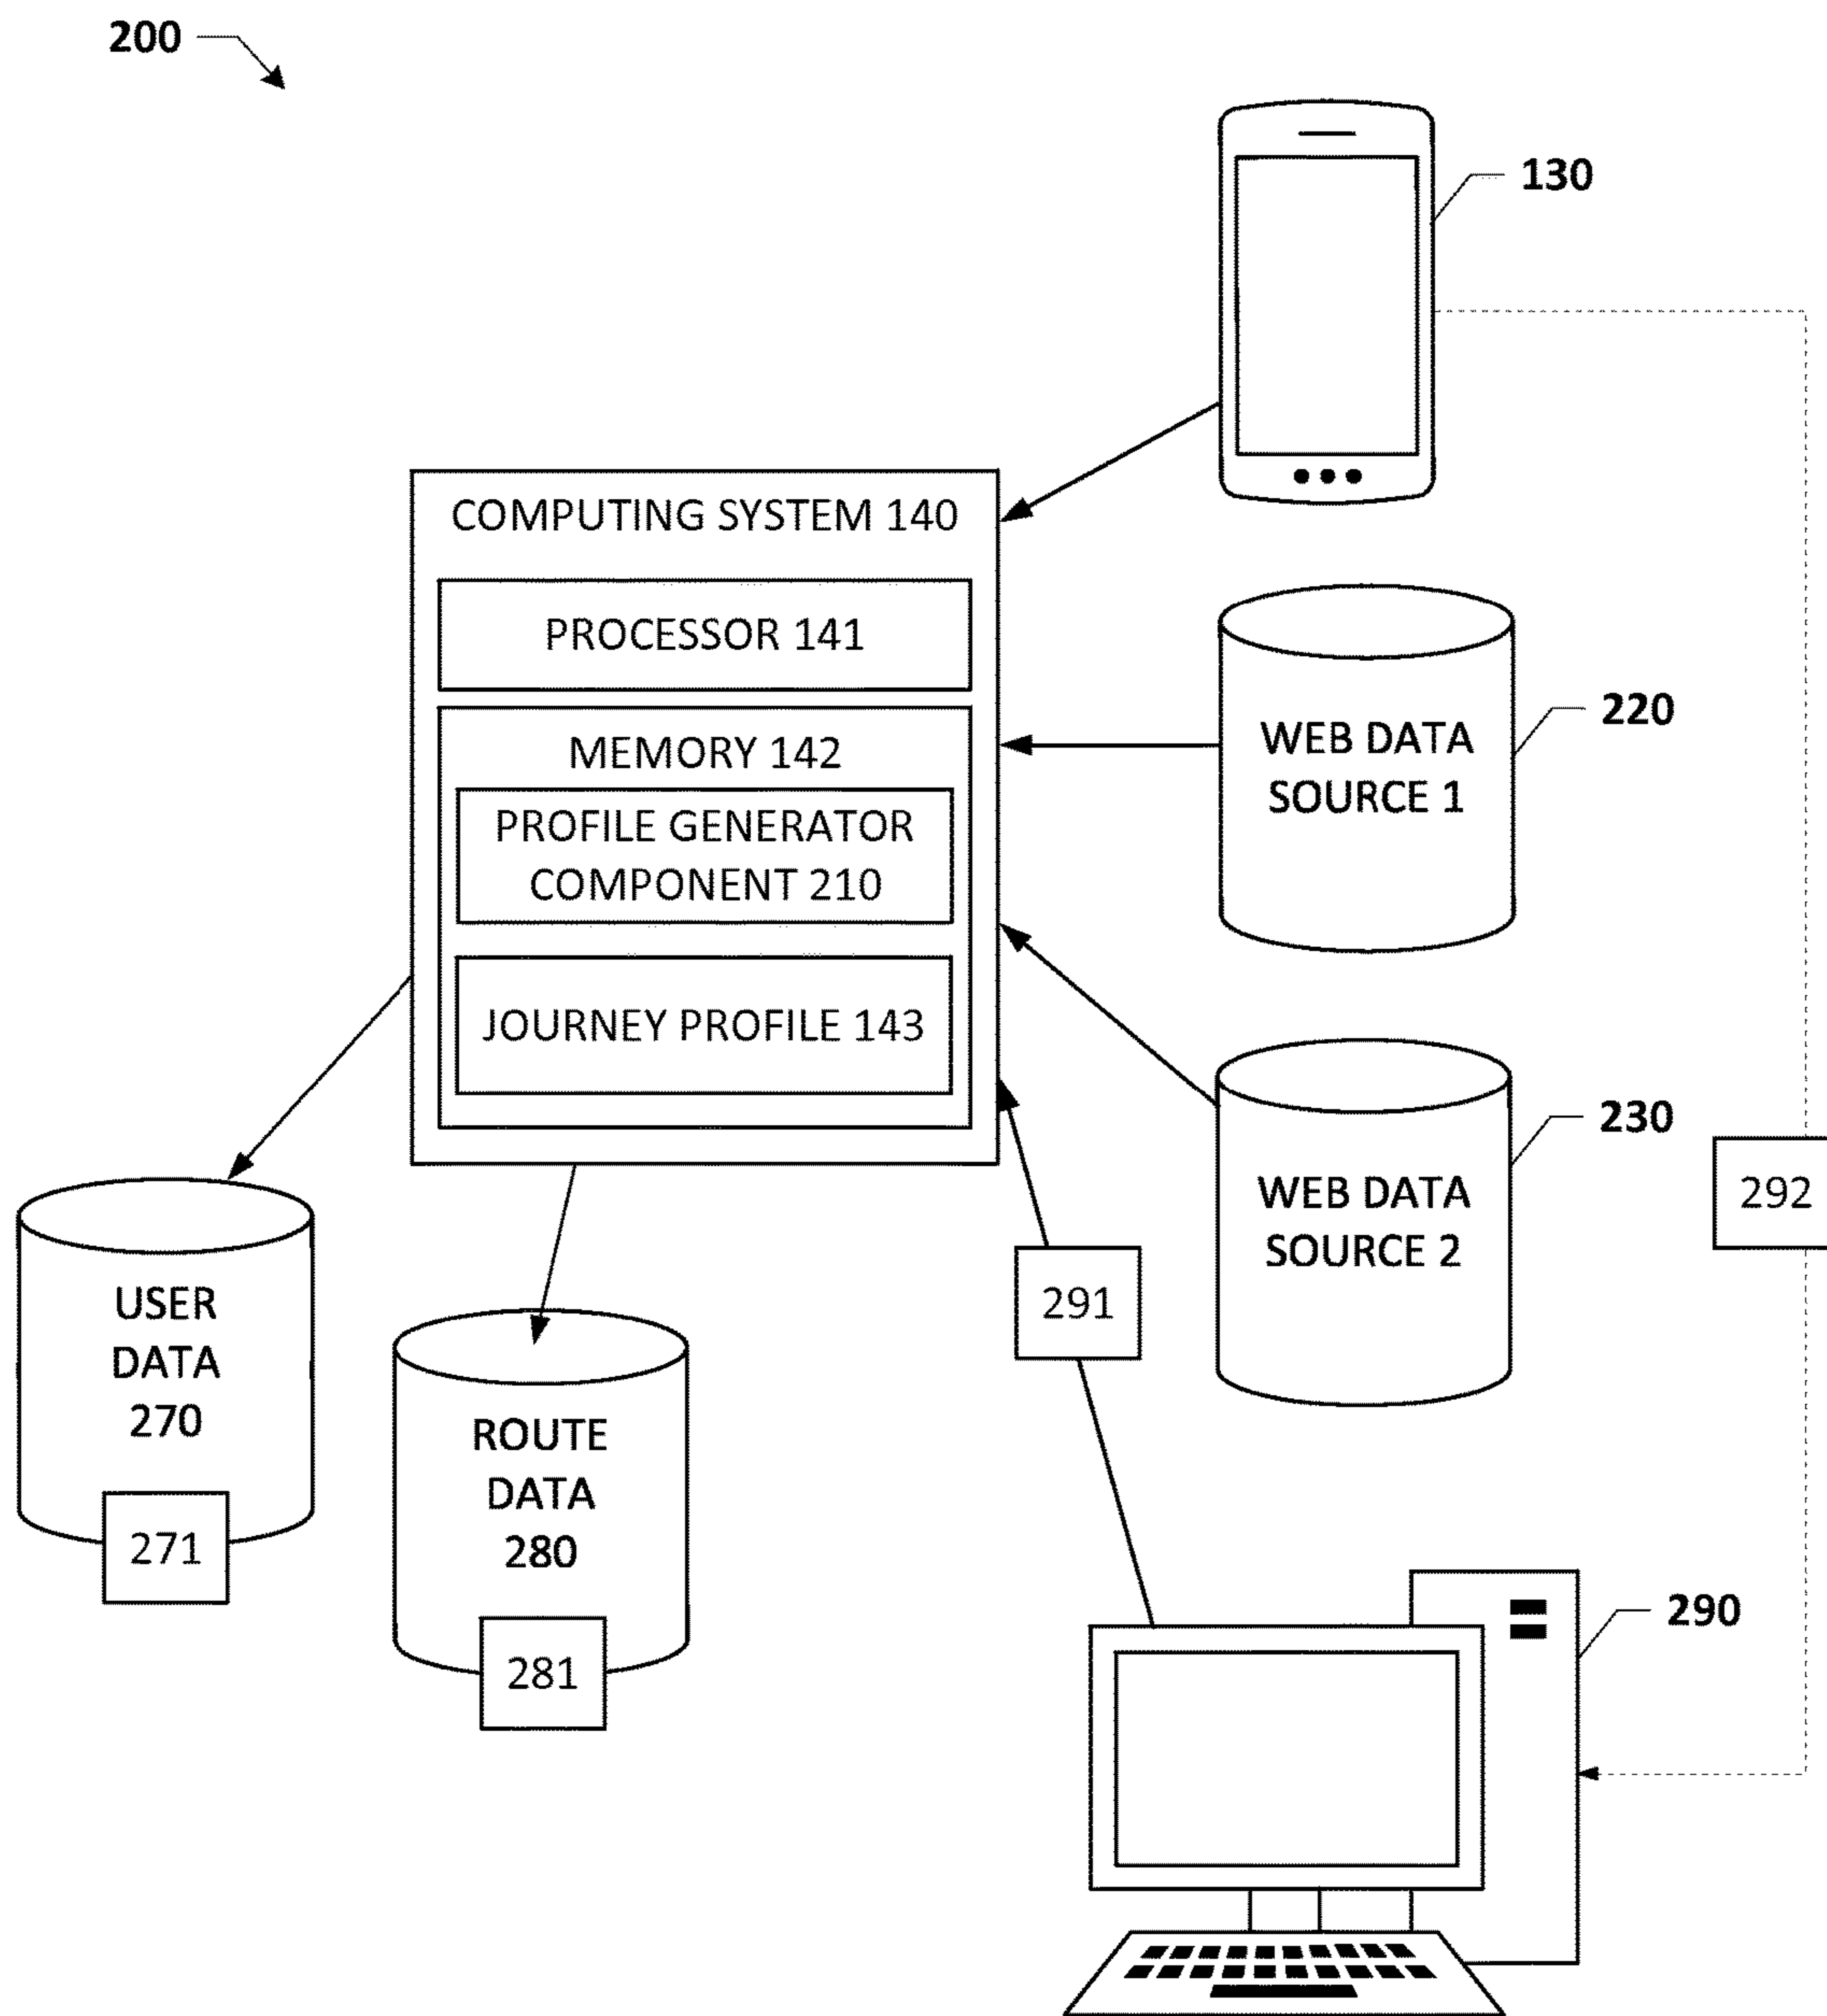 200
130
COMPUTING SYSTEM 140
PROCESSOR 141
MEMORY 142
PROFILE GENERATOR
COMPONENT 210
JOURNEY PROFILE 143
WEB DATA
SOURCE 1
220
WEB DATA
SOURCE 2
230
292
291
USER
DATA
270
271
ROUTE
DATA
280
281
290